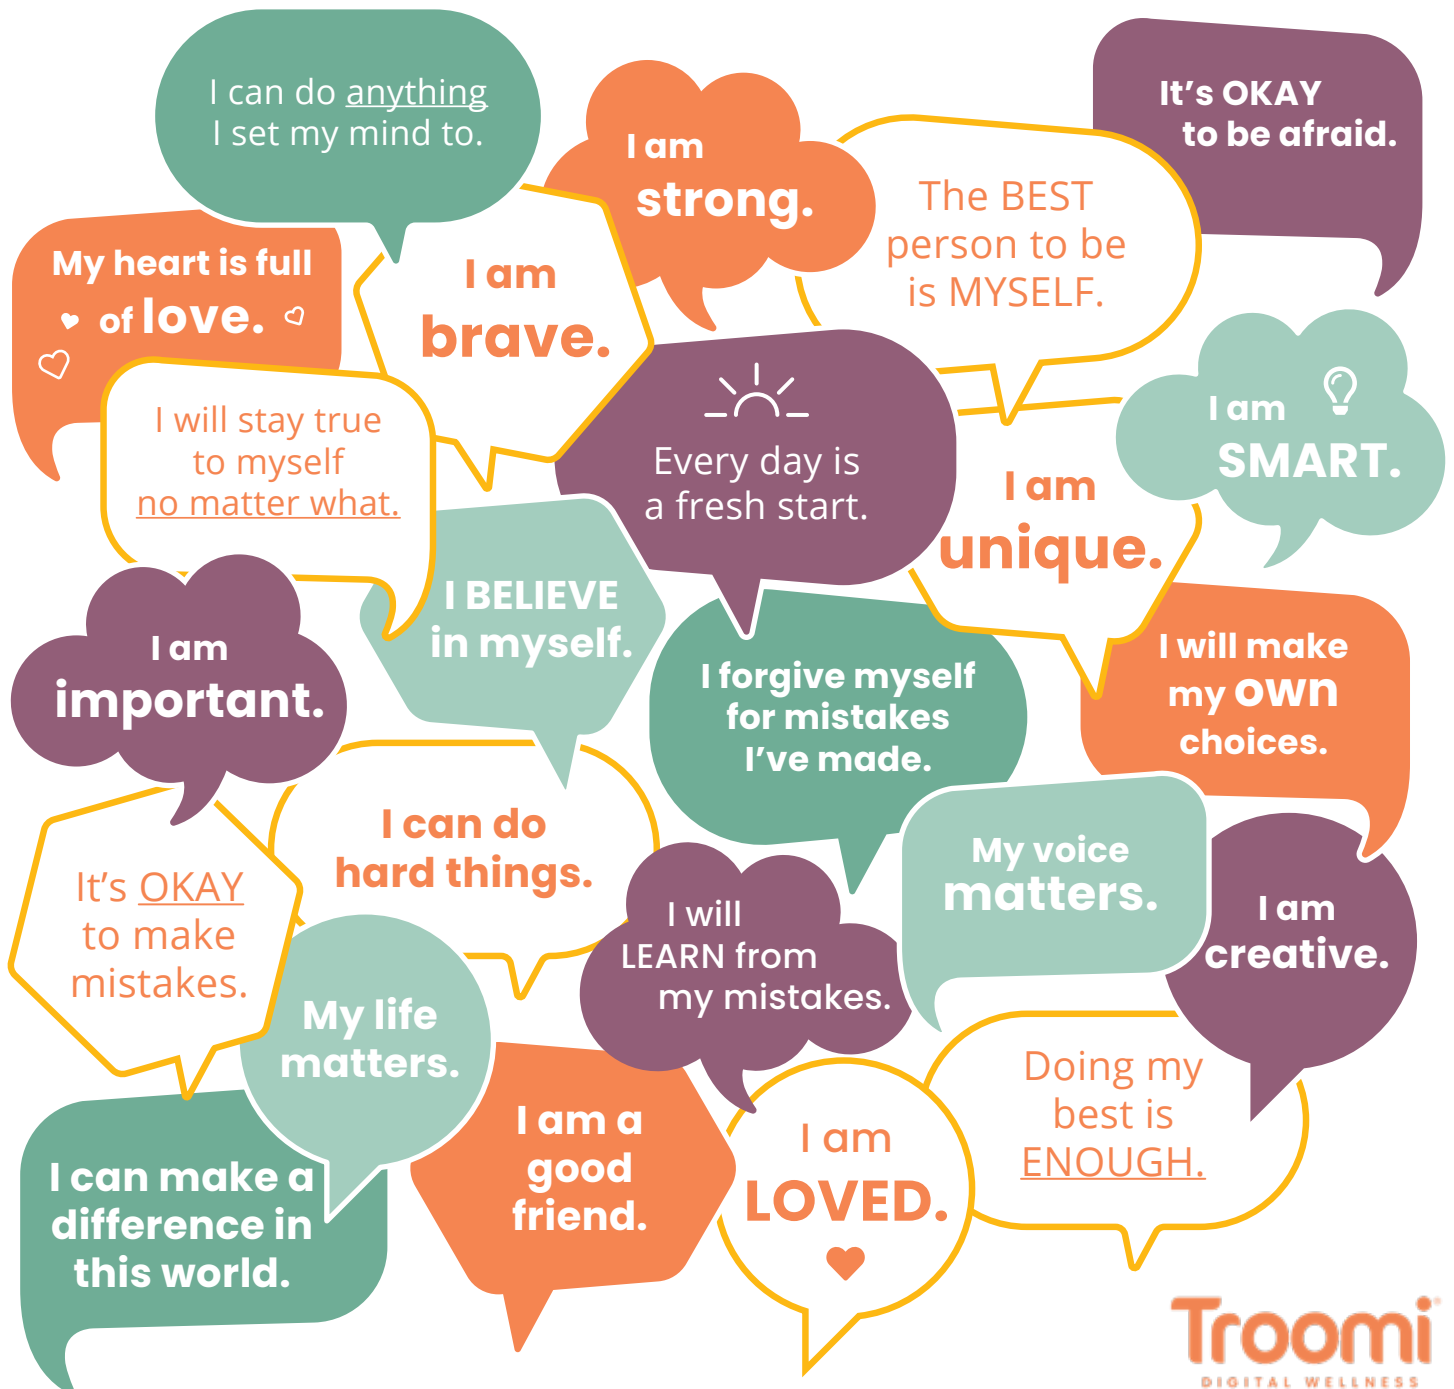 I can do anything
I set my mind to.
I am
strong.
It's OKAY
to be afraid.
The BEST
person to be
is MYSELF.
My heart is full
of love.
I am
brave.
I will stay true
to myself
no matter what.
Every day is
a fresh start.
I am
SMART.
I am
unique.
I BELIEVE
in myself.
I am
important.
I forgive myself
for mistakes
I've made.
I will make
my own
choices.
I can do
hard things.
It's OKAY
to make
mistakes.
My voice
matters.
I will
LEARN from
my mistakes.
I am
creative.
My life
matters.
I can make a
difference in
this world.
I am a
good
friend.
I am
LOVED.
Doing my
best is
ENOUGH.
Troomi®
DIGITAL WELLNESS